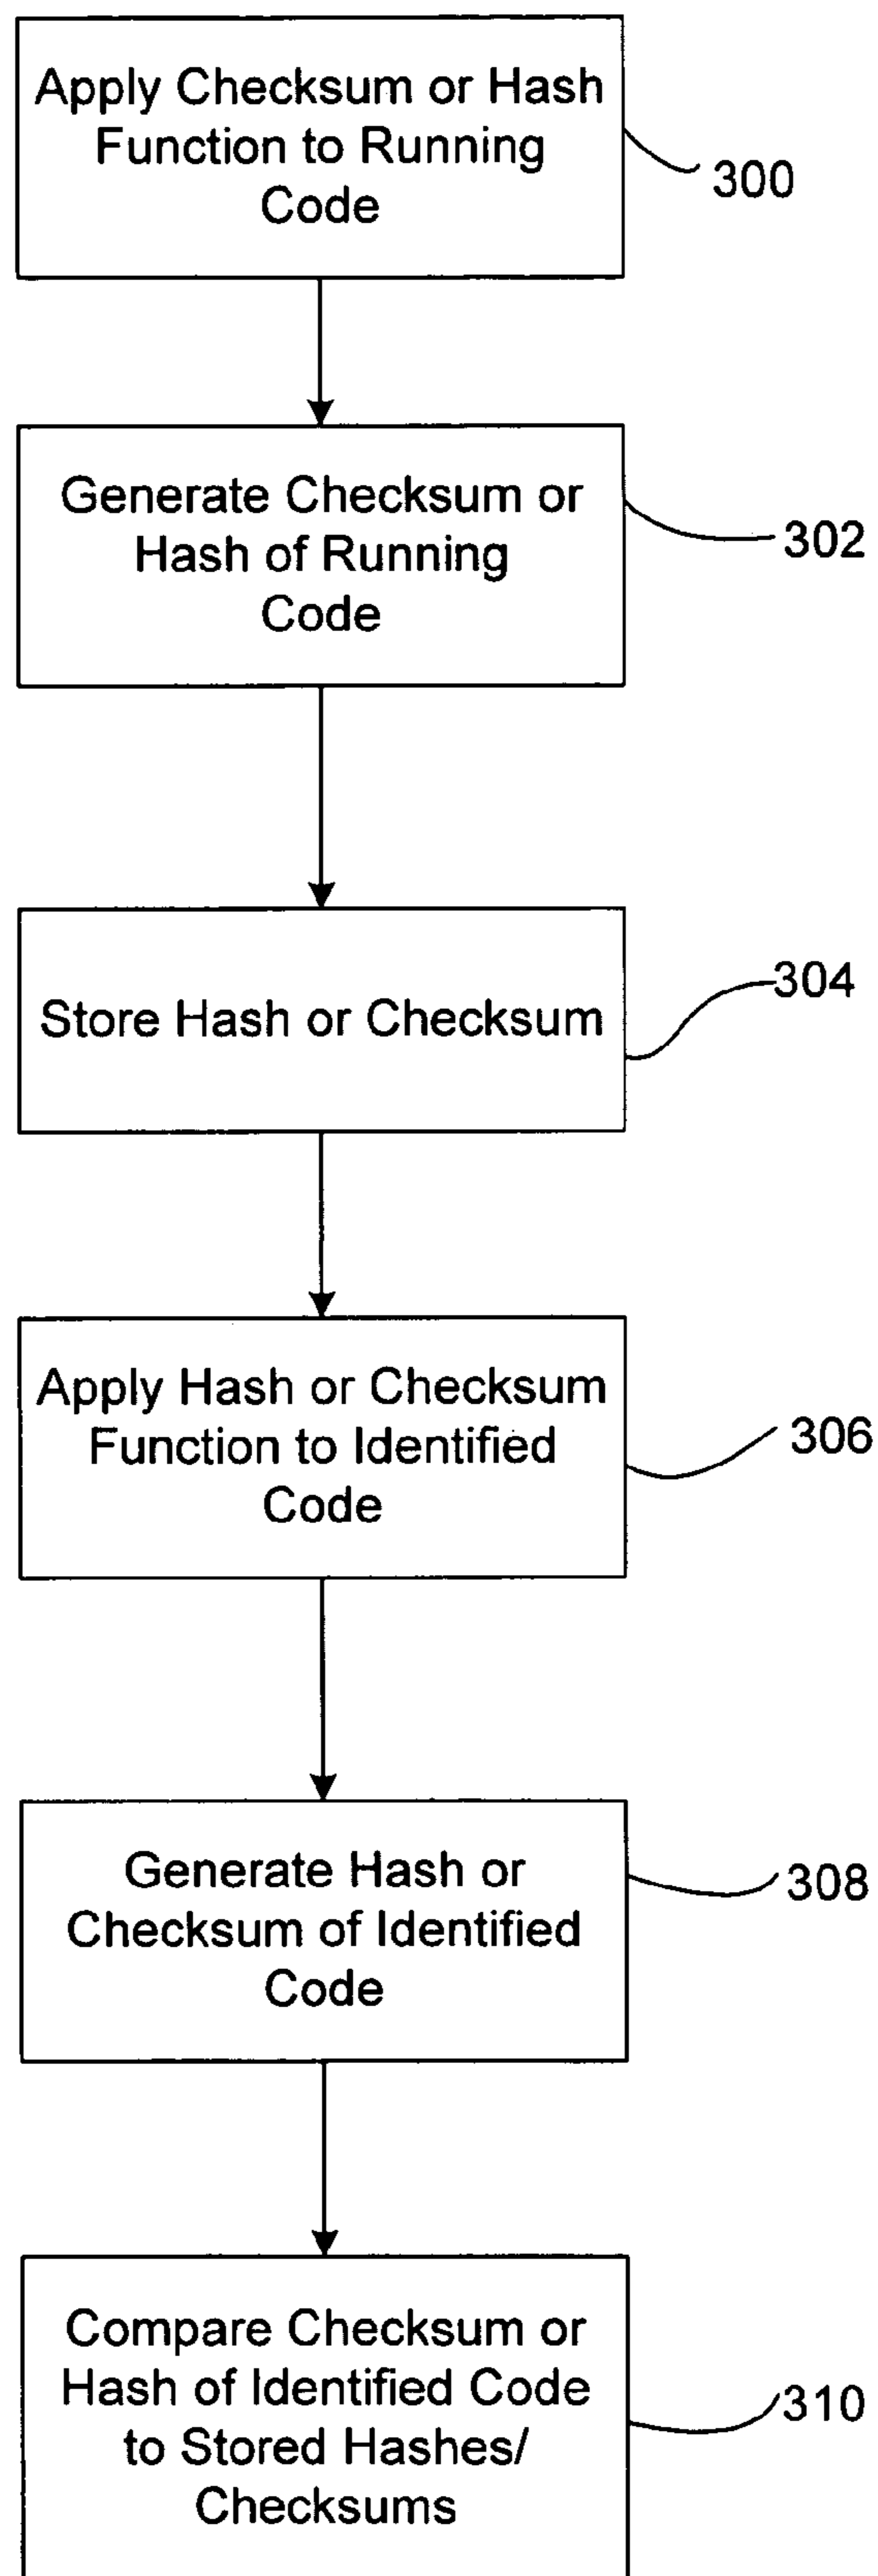 Apply Checksum or Hash
Function to Running
Code
300
Generate Checksum or
Hash of Running
Code
302
Store Hash or Checksum
304
Apply Hash or Checksum
Function to Identified
Code
306
Generate Hash or
Checksum of Identified
Code
308
Compare Checksum or
Hash of Identified Code
to Stored Hashes/
Checksums
310